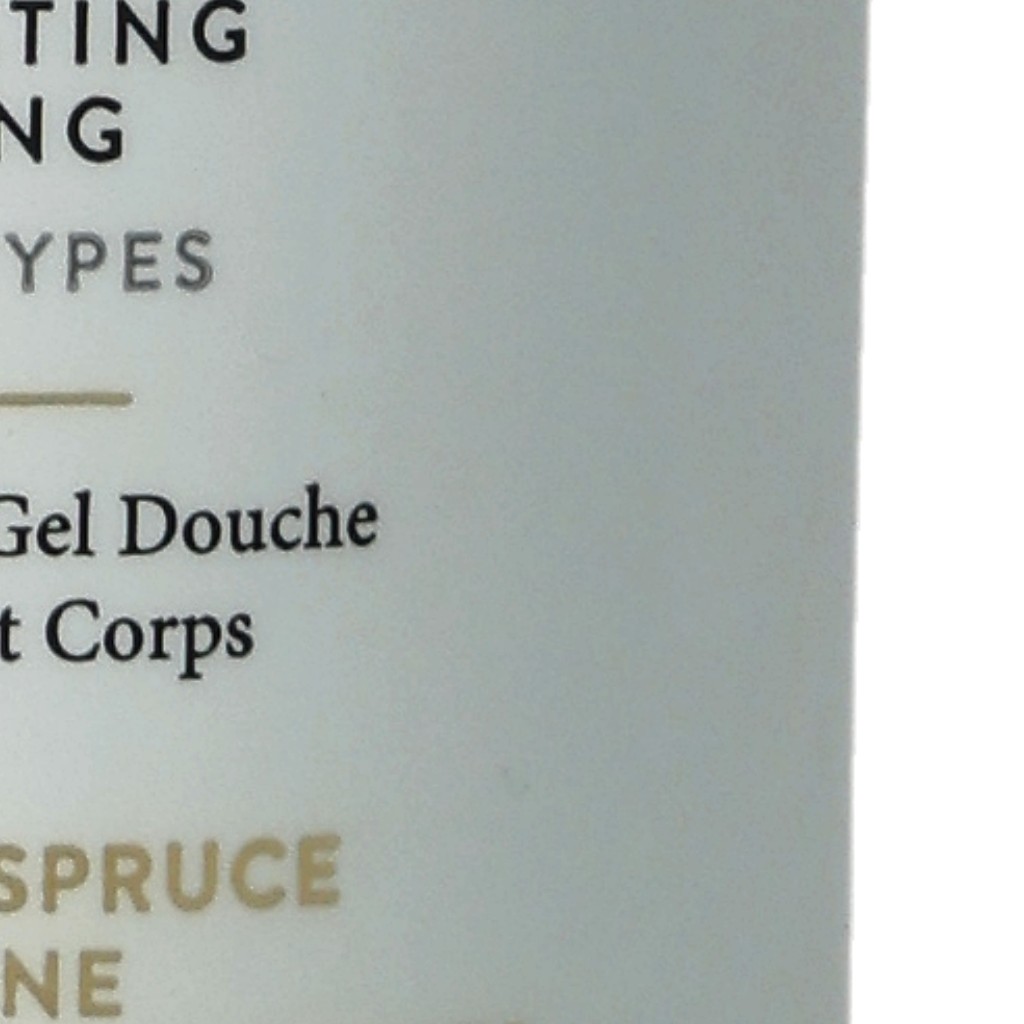 TING
NG
YPES
Gel Douche
t Corps
SPRUCE
NE